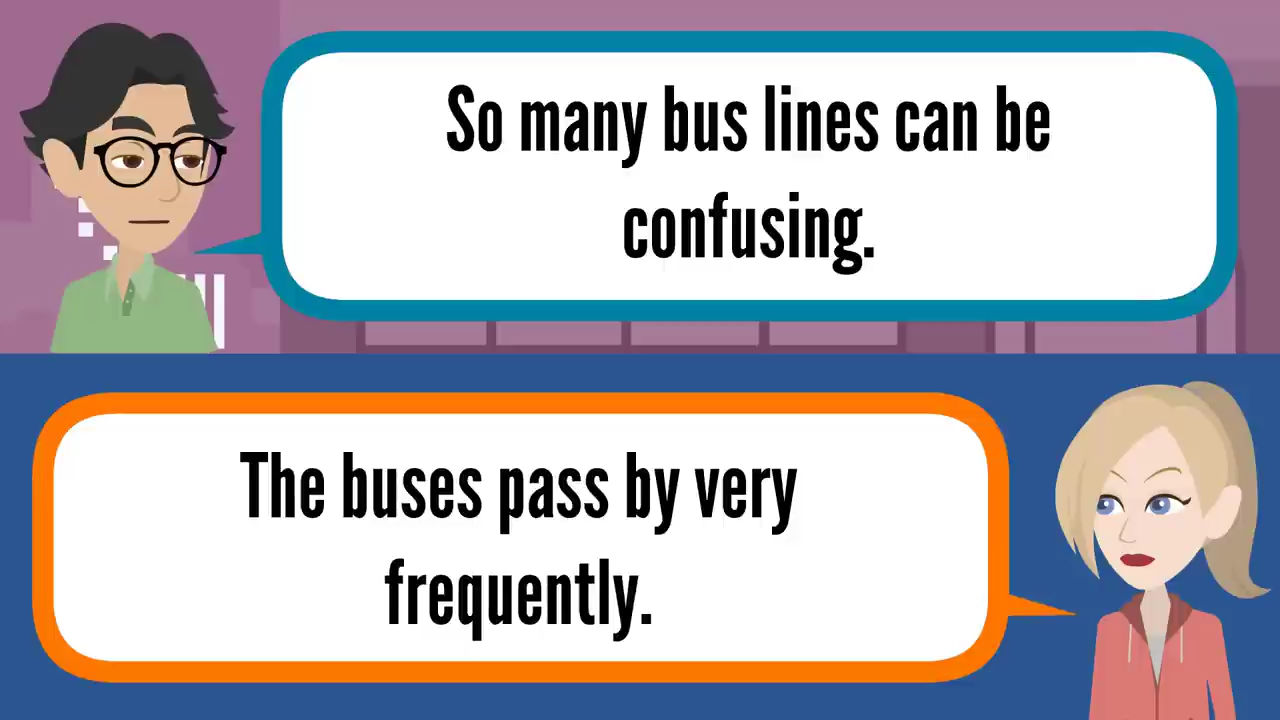 So many bus lines can be
confusing.
The buses pass by very
frequently.